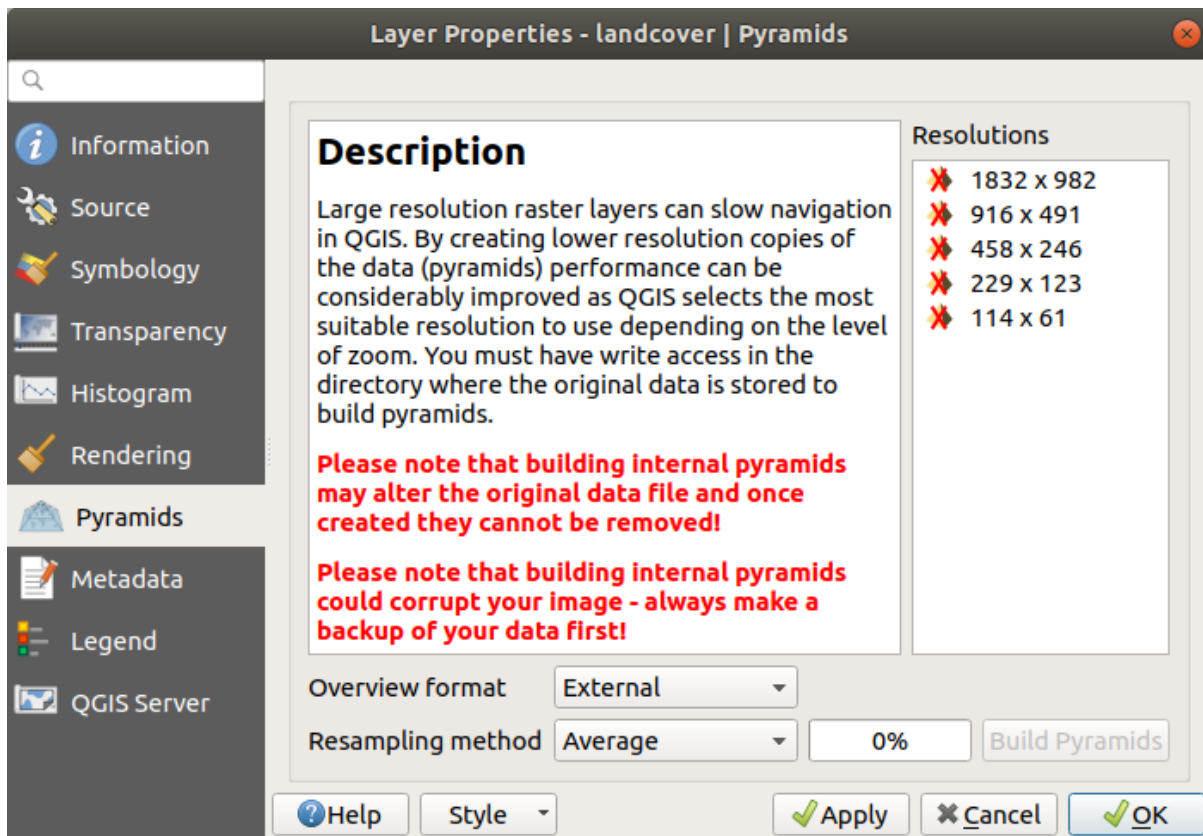 Layer Properties - landcover | Pyramids
Information
Source
Symbology
Transparency
Histogram
Rendering
Pyramids
Metadata
Legend
QGIS Server
Description
Large resolution raster layers can slow navigation
in QGIS. By creating lower resolution copies of
the data (pyramids) performance can be
considerably improved as QGIS selects the most
suitable resolution to use depending on the level
of zoom. You must have write access in the
directory where the original data is stored to
build pyramids.
Please note that building internal pyramids
may alter the original data file and once
created they cannot be removed!
Please note that building internal pyramids
could corrupt your image - always make a
backup of your data first!
Resolutions
1832 x 982
916 x 491
458 x 246
229 x 123
114 x 61
Overview format External
Resampling method Average 0% Build Pyramids
Help Style Apply Cancel OK